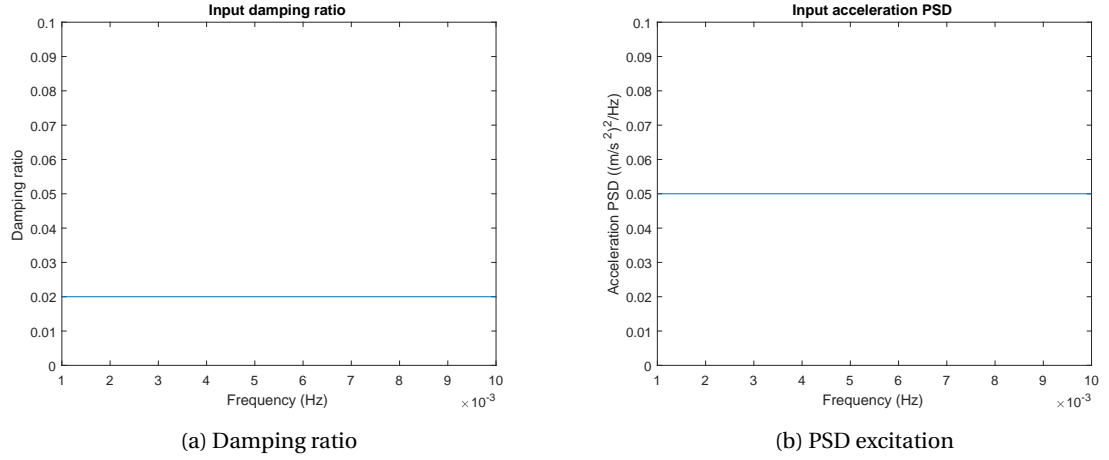 Input damping ratio
0.1
0.09
0.08
0.07
0.06
0.05
0.04
0.03
0.02
0.01
0
Damping ratio
1 2 3 4 5 6 7 8 9 10
Frequency (Hz)
×10-3
(a) Damping ratio
Input acceleration PSD
0.1
0.09
0.08
0.07
0.06
0.05
0.04
0.03
0.02
0.01
0
Acceleration PSD ((m/s 2)2/Hz)
1 2 3 4 5 6 7 8 9 10
Frequency (Hz)
×10-3
(b) PSD excitation